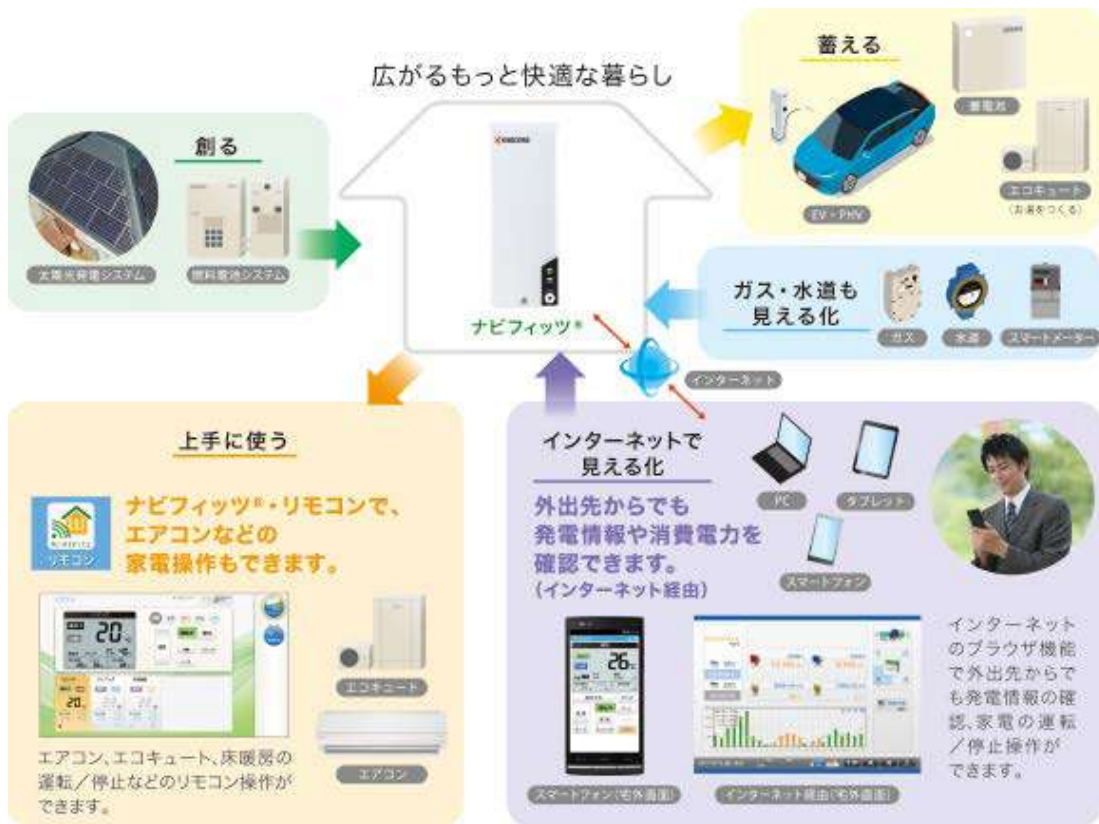 広がるもっと快適な暮らし
KYOCERA
ナビフィッツ®
創る
太陽光発電システム
燃料電池システム
蓄える
蓄電池
EV・PHV
エコキュート
(お湯をつくる)
ガス・水道も
見える化
ガス
水道
スマートメーター
インターネット
上手に使う
ナビフィッツ®・リモコンで、
エアコンなどの
家電操作もできます。
リモコン
20℃
エコキュート
エアコン
エアコン、エコキュート、床暖房の
運転／停止などのリモコン操作が
できます。
インターネットで
見える化
外出先からでも
発電情報や消費電力を
確認できます。
(インターネット経由)
PC
タブレット
スマートフォン
26℃
スマートフォン(宅外画面)
インターネット経由(宅外画面)
インターネット
のブラウザ機能
で外出先からで
も発電情報の確
認、家電の運転
／停止操作が
できます。